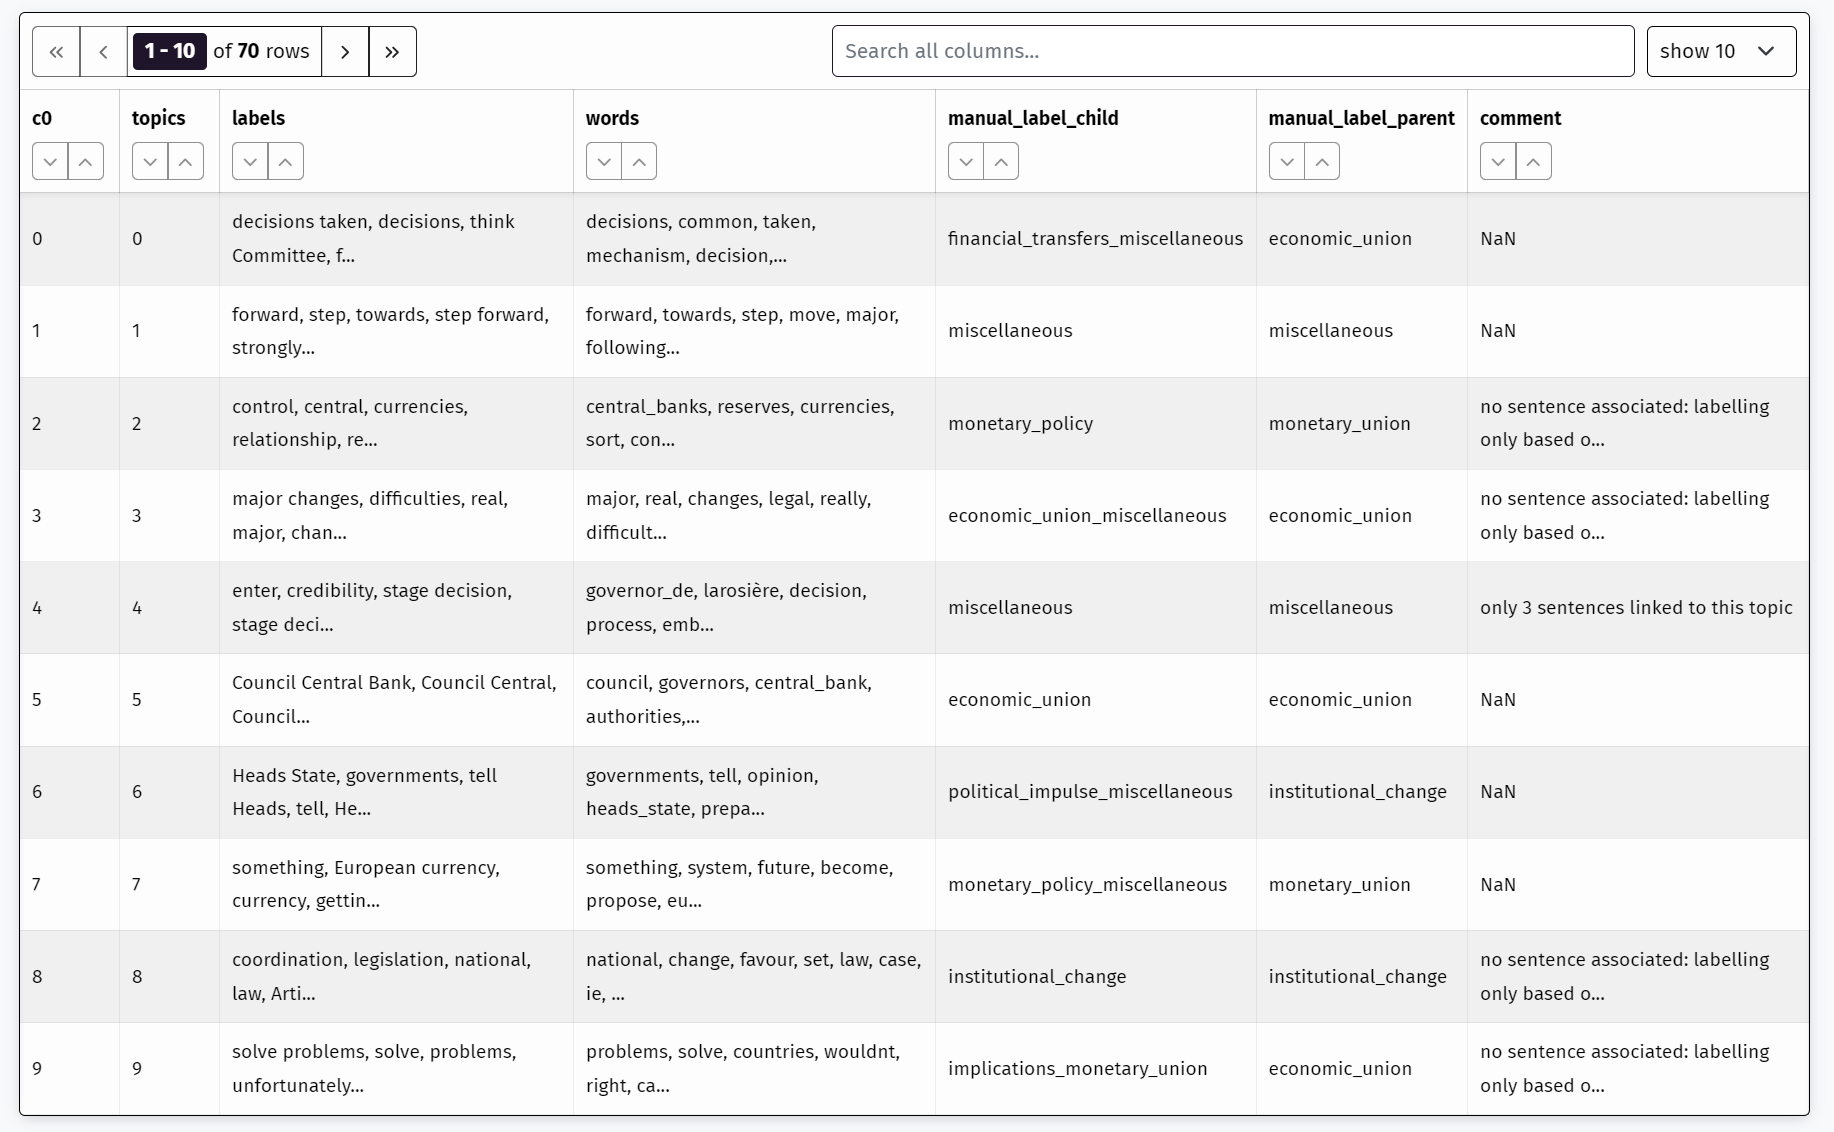 « ‹ 1 - 10 of 70 rows › » Search all columns... show 10
c0 topics labels words manual_label_child manual_label_parent comment
0 0 decisions taken, decisions, think decisions, common, taken, financial_transfers_miscellaneous economic_union NaN
Committee, f... mechanism, decision,...
1 1 forward, step, towards, step forward, forward, towards, step, move, major, miscellaneous miscellaneous NaN
strongly... following...
2 2 control, central, currencies, central_banks, reserves, currencies, monetary_policy monetary_union no sentence associated: labelling
relationship, re... sort, con... only based o...
3 3 major changes, difficulties, real, major, real, changes, legal, really, economic_union_miscellaneous economic_union no sentence associated: labelling
major, chan... difficult... only based o...
4 4 enter, credibility, stage decision, governor_de, larosière, decision, miscellaneous miscellaneous only 3 sentences linked to this topic
stage deci... process, emb...
5 5 Council Central Bank, Council Central, council, governors, central_bank, economic_union economic_union NaN
Council... authorities,...
6 6 Heads State, governments, tell governments, tell, opinion, political_impulse_miscellaneous institutional_change NaN
Heads, tell, He... heads_state, prepa...
7 7 something, European currency, something, system, future, become, monetary_policy_miscellaneous monetary_union NaN
currency, gettin... propose, eu...
8 8 coordination, legislation, national, national, change, favour, set, law, case, institutional_change institutional_change no sentence associated: labelling
law, Arti... ie, ... only based o...
9 9 solve problems, solve, problems, problems, solve, countries, wouldnt, implications_monetary_union economic_union no sentence associated: labelling
unfortunately... right, ca... only based o...